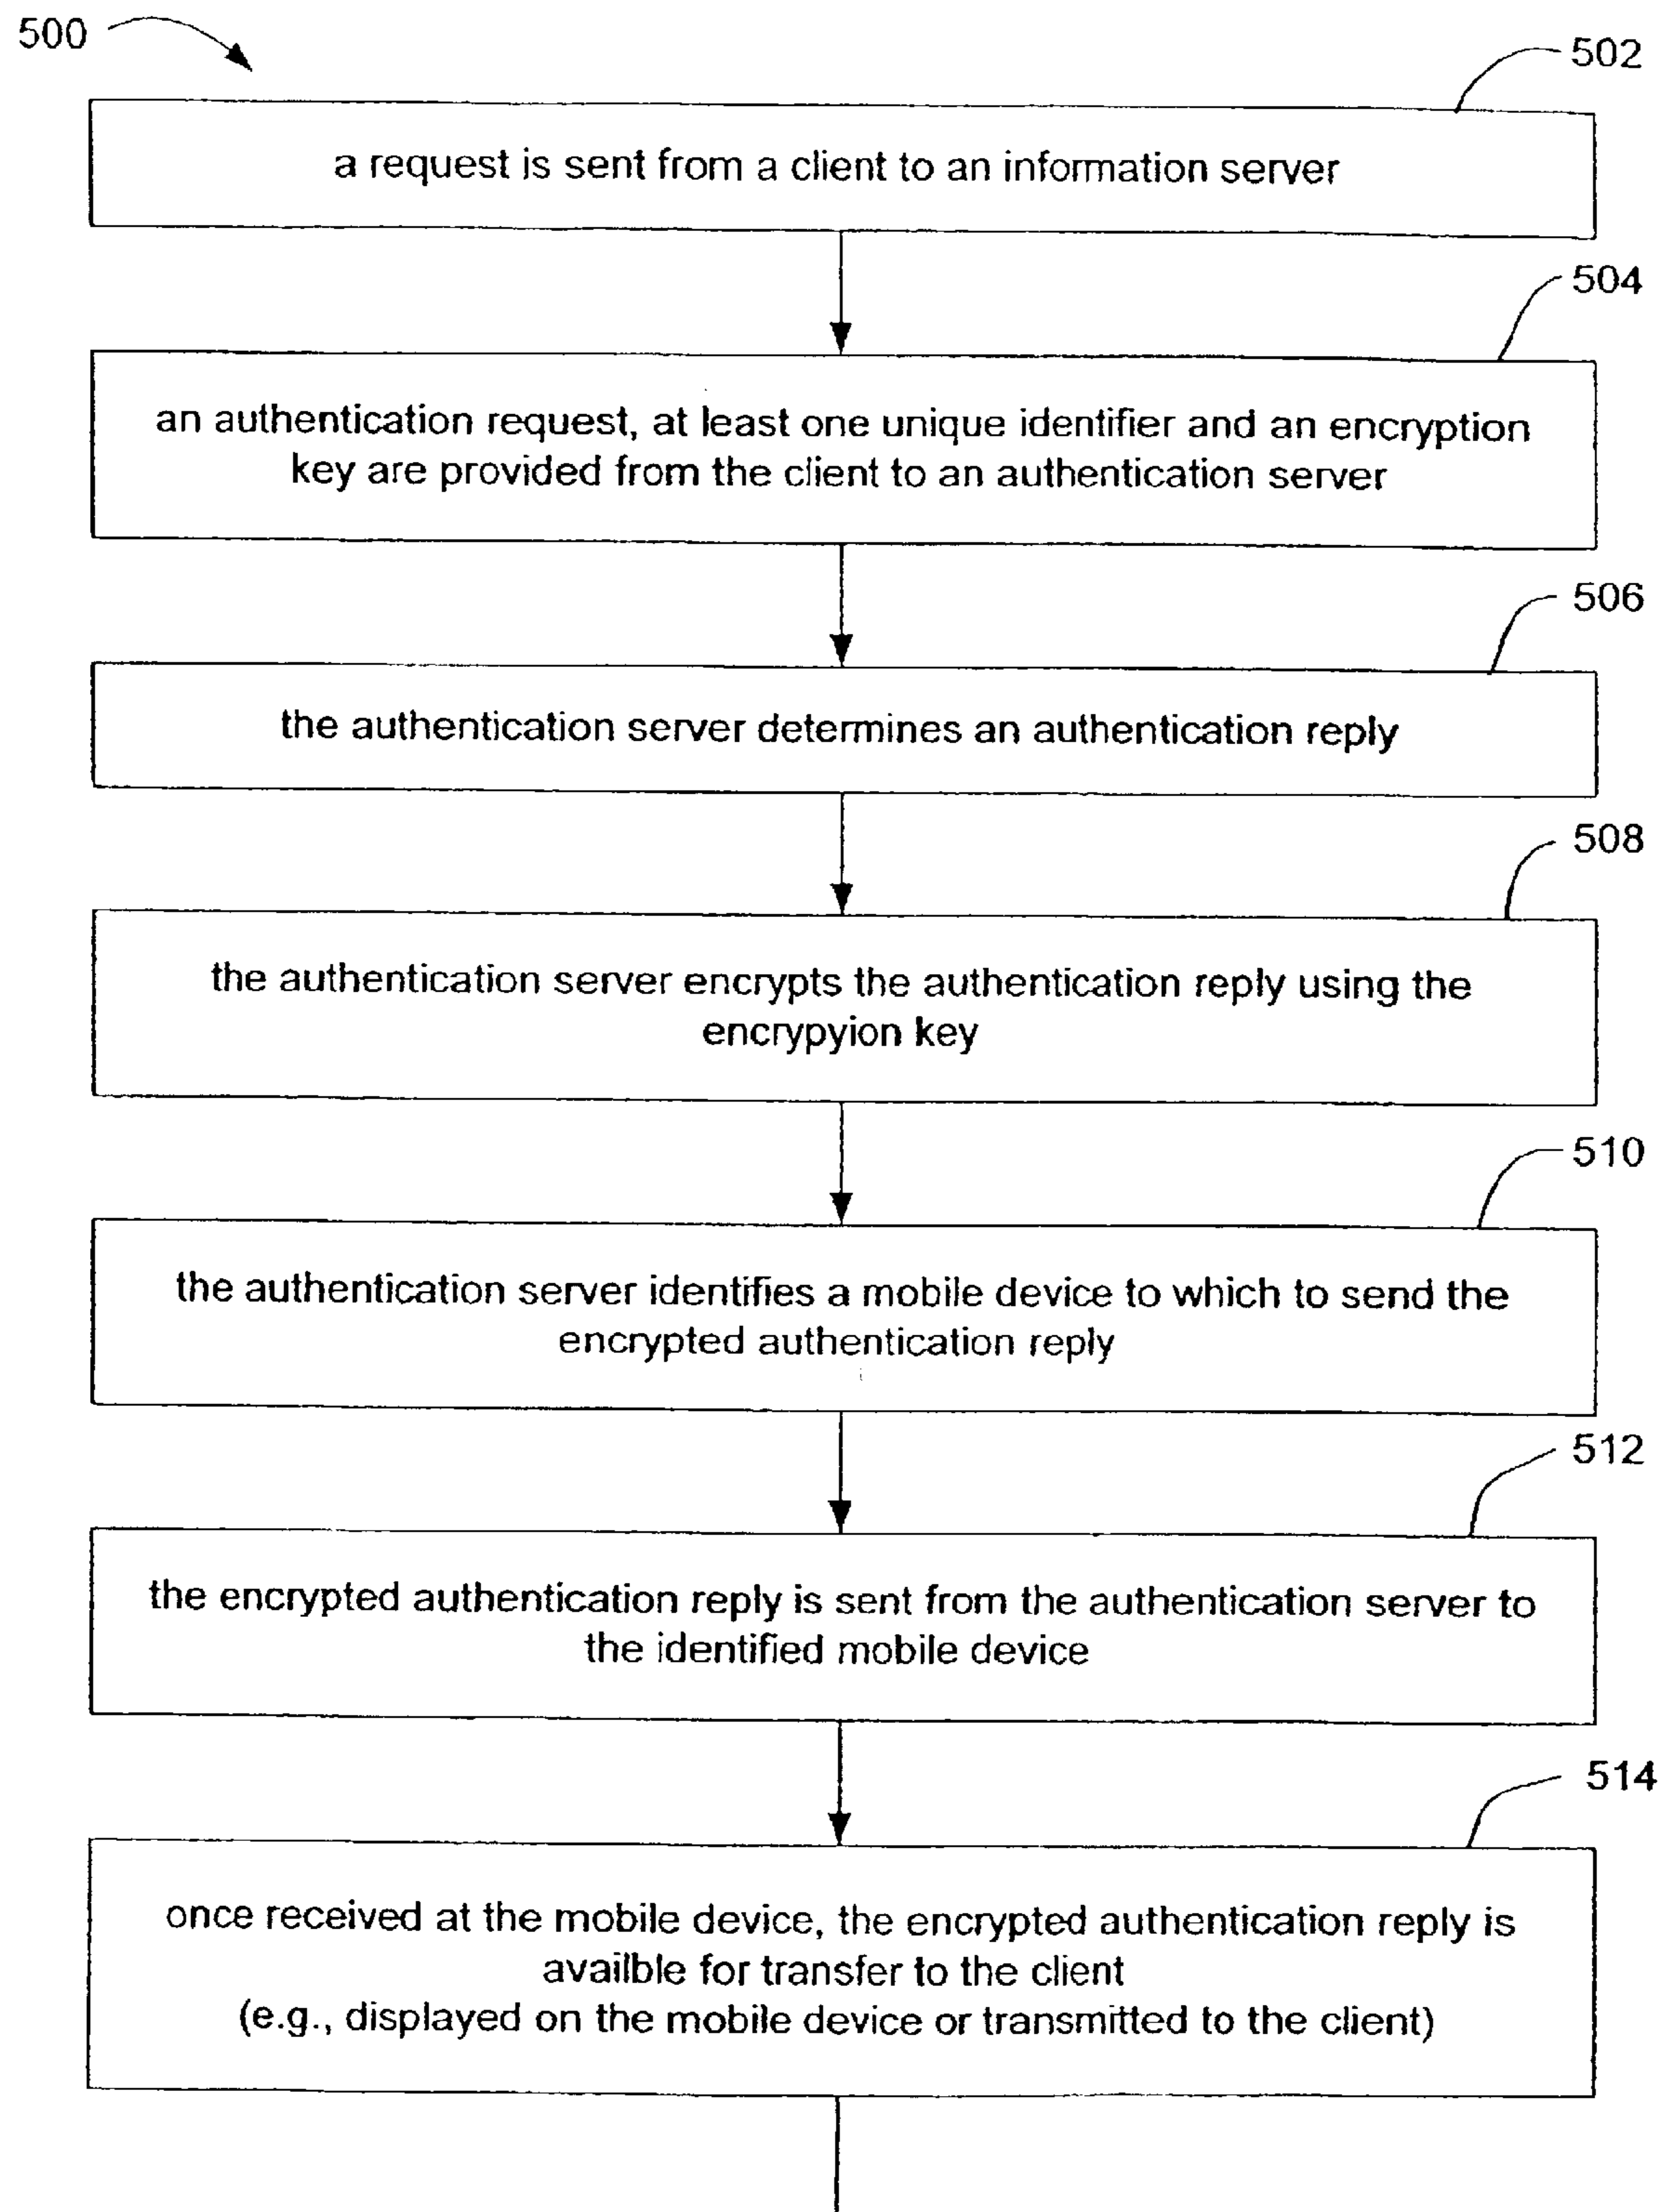 500
502
a request is sent from a client to an information server
504
an authentication request, at least one unique identifier and an encryption
key are provided from the client to an authentication server
506
the authentication server determines an authentication reply
508
the authentication server encrypts the authentication reply using the
encrypyion key
510
the authentication server identifies a mobile device to which to send the
encrypted authentication reply
512
the encrypted authentication reply is sent from the authentication server to
the identified mobile device
514
once received at the mobile device, the encrypted authentication reply is
availble for transfer to the client
(e.g., displayed on the mobile device or transmitted to the client)